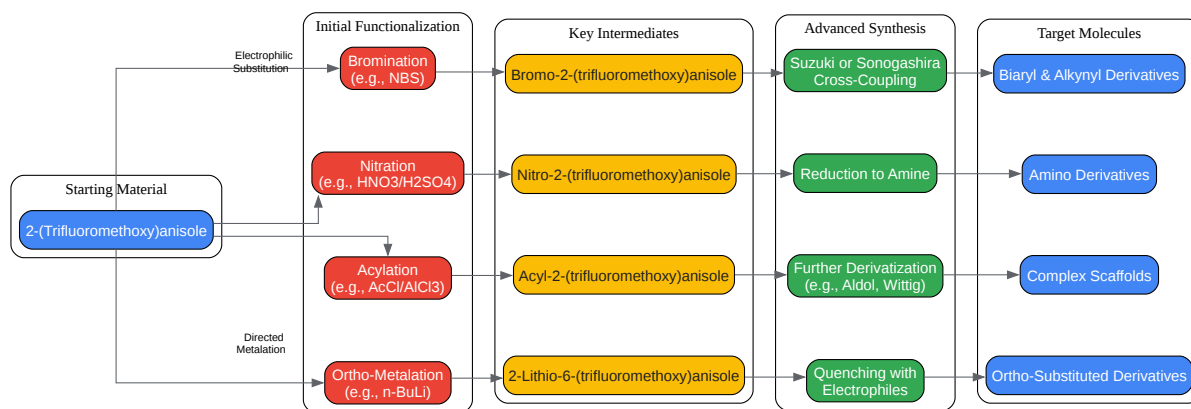 Starting Material
2-(Trifluoromethoxy)anisole
Electrophilic
Substitution
Directed
Metalation
Initial Functionalization
Bromination
(e.g., NBS)
Nitration
(e.g., HNO3/H2SO4)
Acylation
(e.g., AcCl/AlCl3)
Ortho-Metalation
(e.g., n-BuLi)
Key Intermediates
Bromo-2-(trifluoromethoxy)anisole
Nitro-2-(trifluoromethoxy)anisole
Acyl-2-(trifluoromethoxy)anisole
2-Lithio-6-(trifluoromethoxy)anisole
Advanced Synthesis
Suzuki or Sonogashira
Cross-Coupling
Reduction to Amine
Further Derivatization
(e.g., Aldol, Wittig)
Quenching with
Electrophiles
Target Molecules
Biaryl & Alkynyl Derivatives
Amino Derivatives
Complex Scaffolds
Ortho-Substituted Derivatives